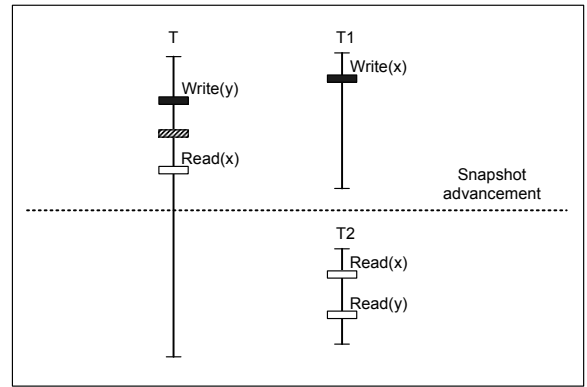 T
T1
Write(x)
Write(y)
Read(x)
Snapshot
advancement
T2
Read(x)
Read(y)